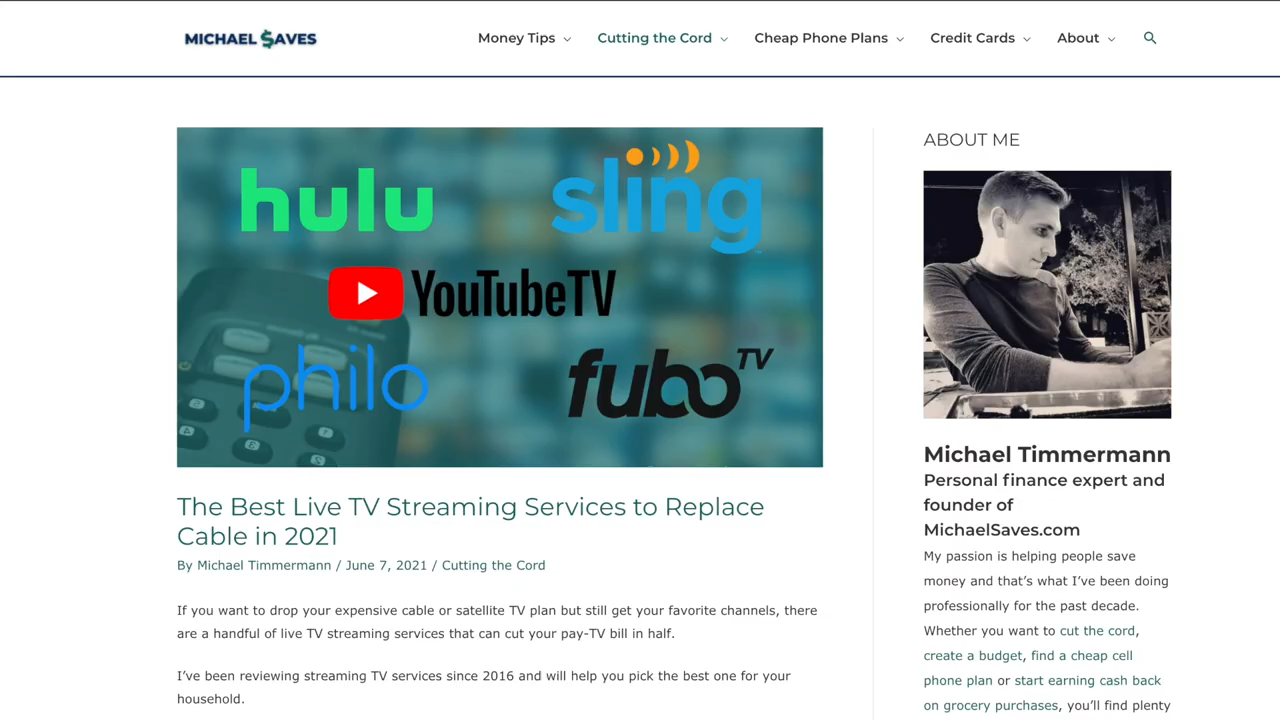 MICHAEL $AVES
Money Tips
Cutting the Cord
Cheap Phone Plans
Credit Cards
About
hulu
sling
YouTubeTV
philo
fuboTV
The Best Live TV Streaming Services to Replace
Cable in 2021
By Michael Timmermann / June 7, 2021 / Cutting the Cord
If you want to drop your expensive cable or satellite TV plan but still get your favorite channels, there
are a handful of live TV streaming services that can cut your pay-TV bill in half.
I’ve been reviewing streaming TV services since 2016 and will help you pick the best one for your
household.
ABOUT ME
Michael Timmermann
Personal finance expert and
founder of
MichaelSaves.com
My passion is helping people save
money and that’s what I’ve been doing
professionally for the past decade.
Whether you want to cut the cord,
create a budget, find a cheap cell
phone plan or start earning cash back
on grocery purchases, you’ll find plenty